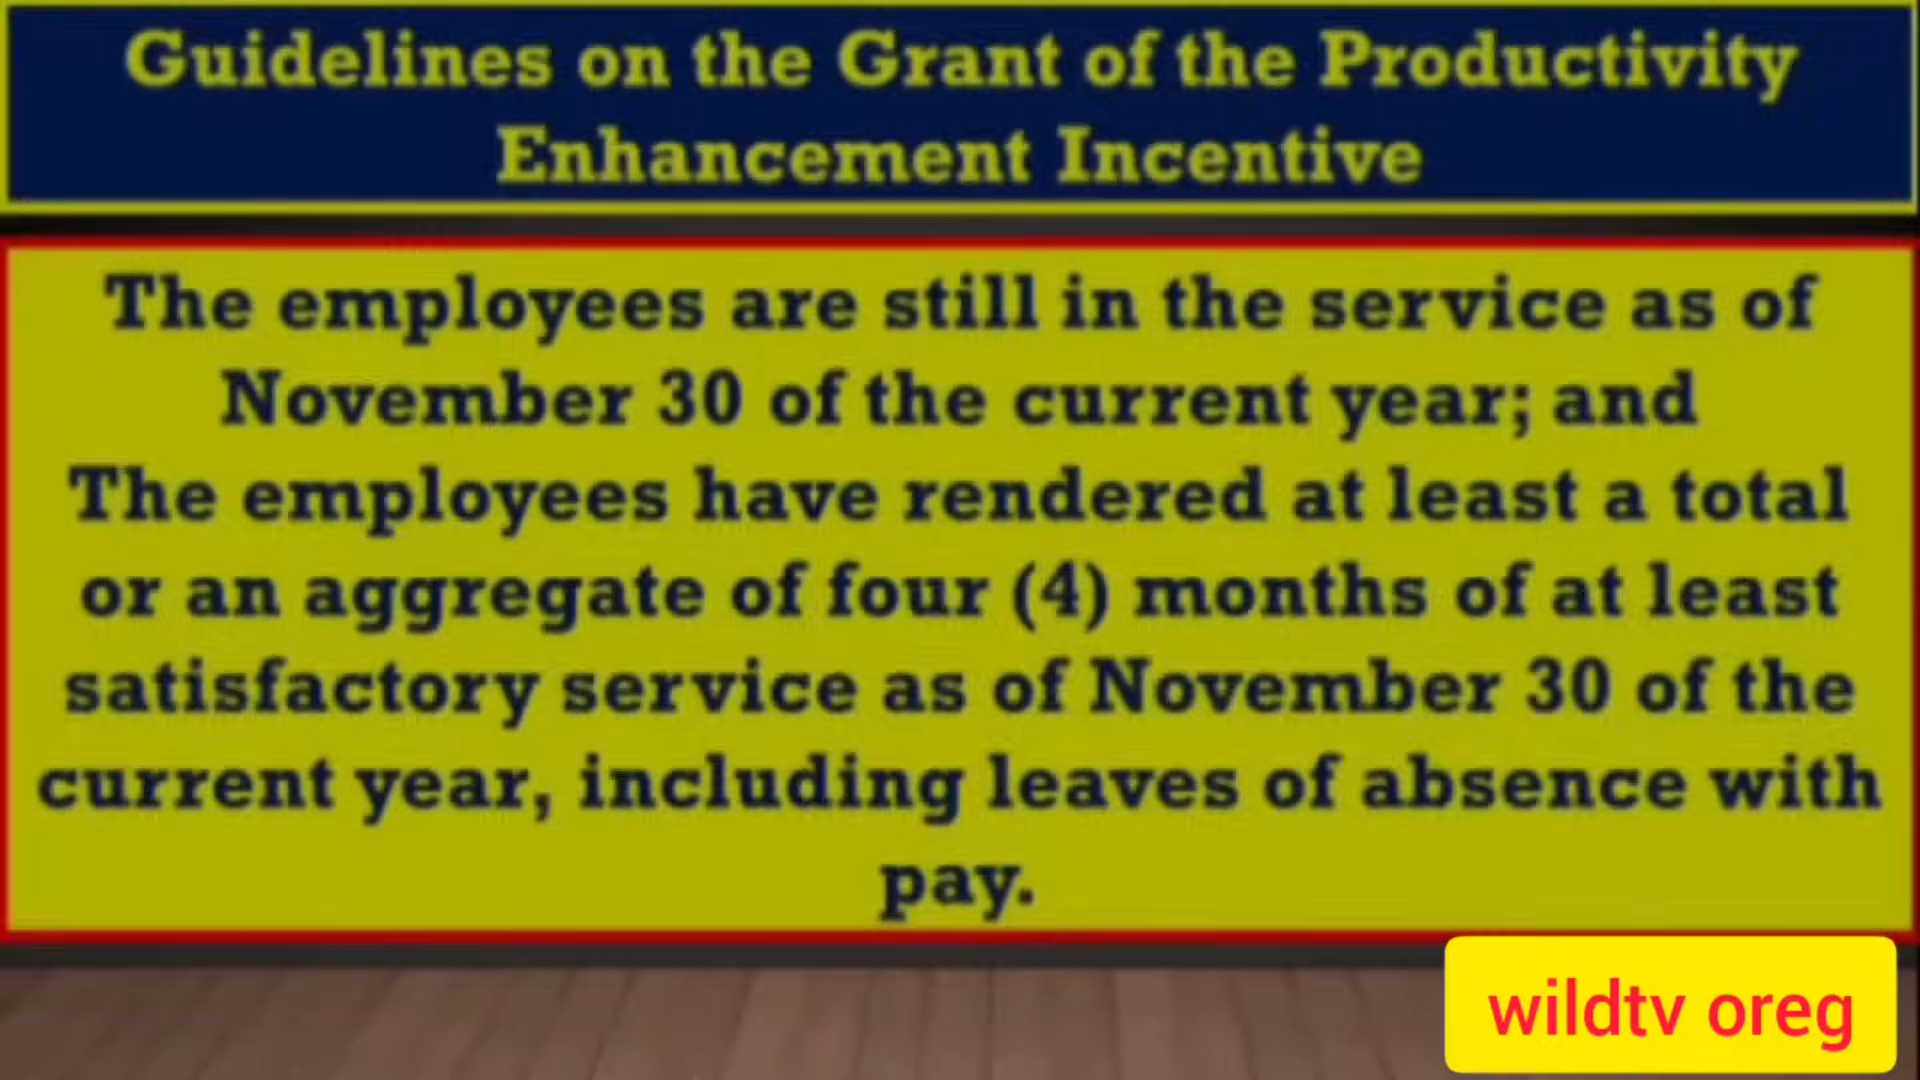 Guidelines on the Grant of the Productivity
Enhancement Incentive
The employees are still in the service as of
November 30 of the current year; and
The employees have rendered at least a total
or an aggregate of four (4) months of at least
satisfactory service as of November 30 of the
current year, including leaves of absence with
pay.
wildtv oreg